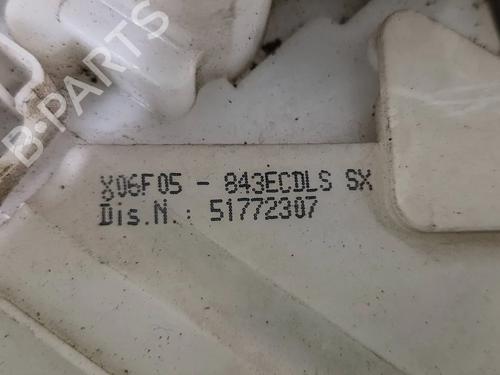 B-PARTS
X06F05 - 843ECDLS SX
Dis.N.: 51772307